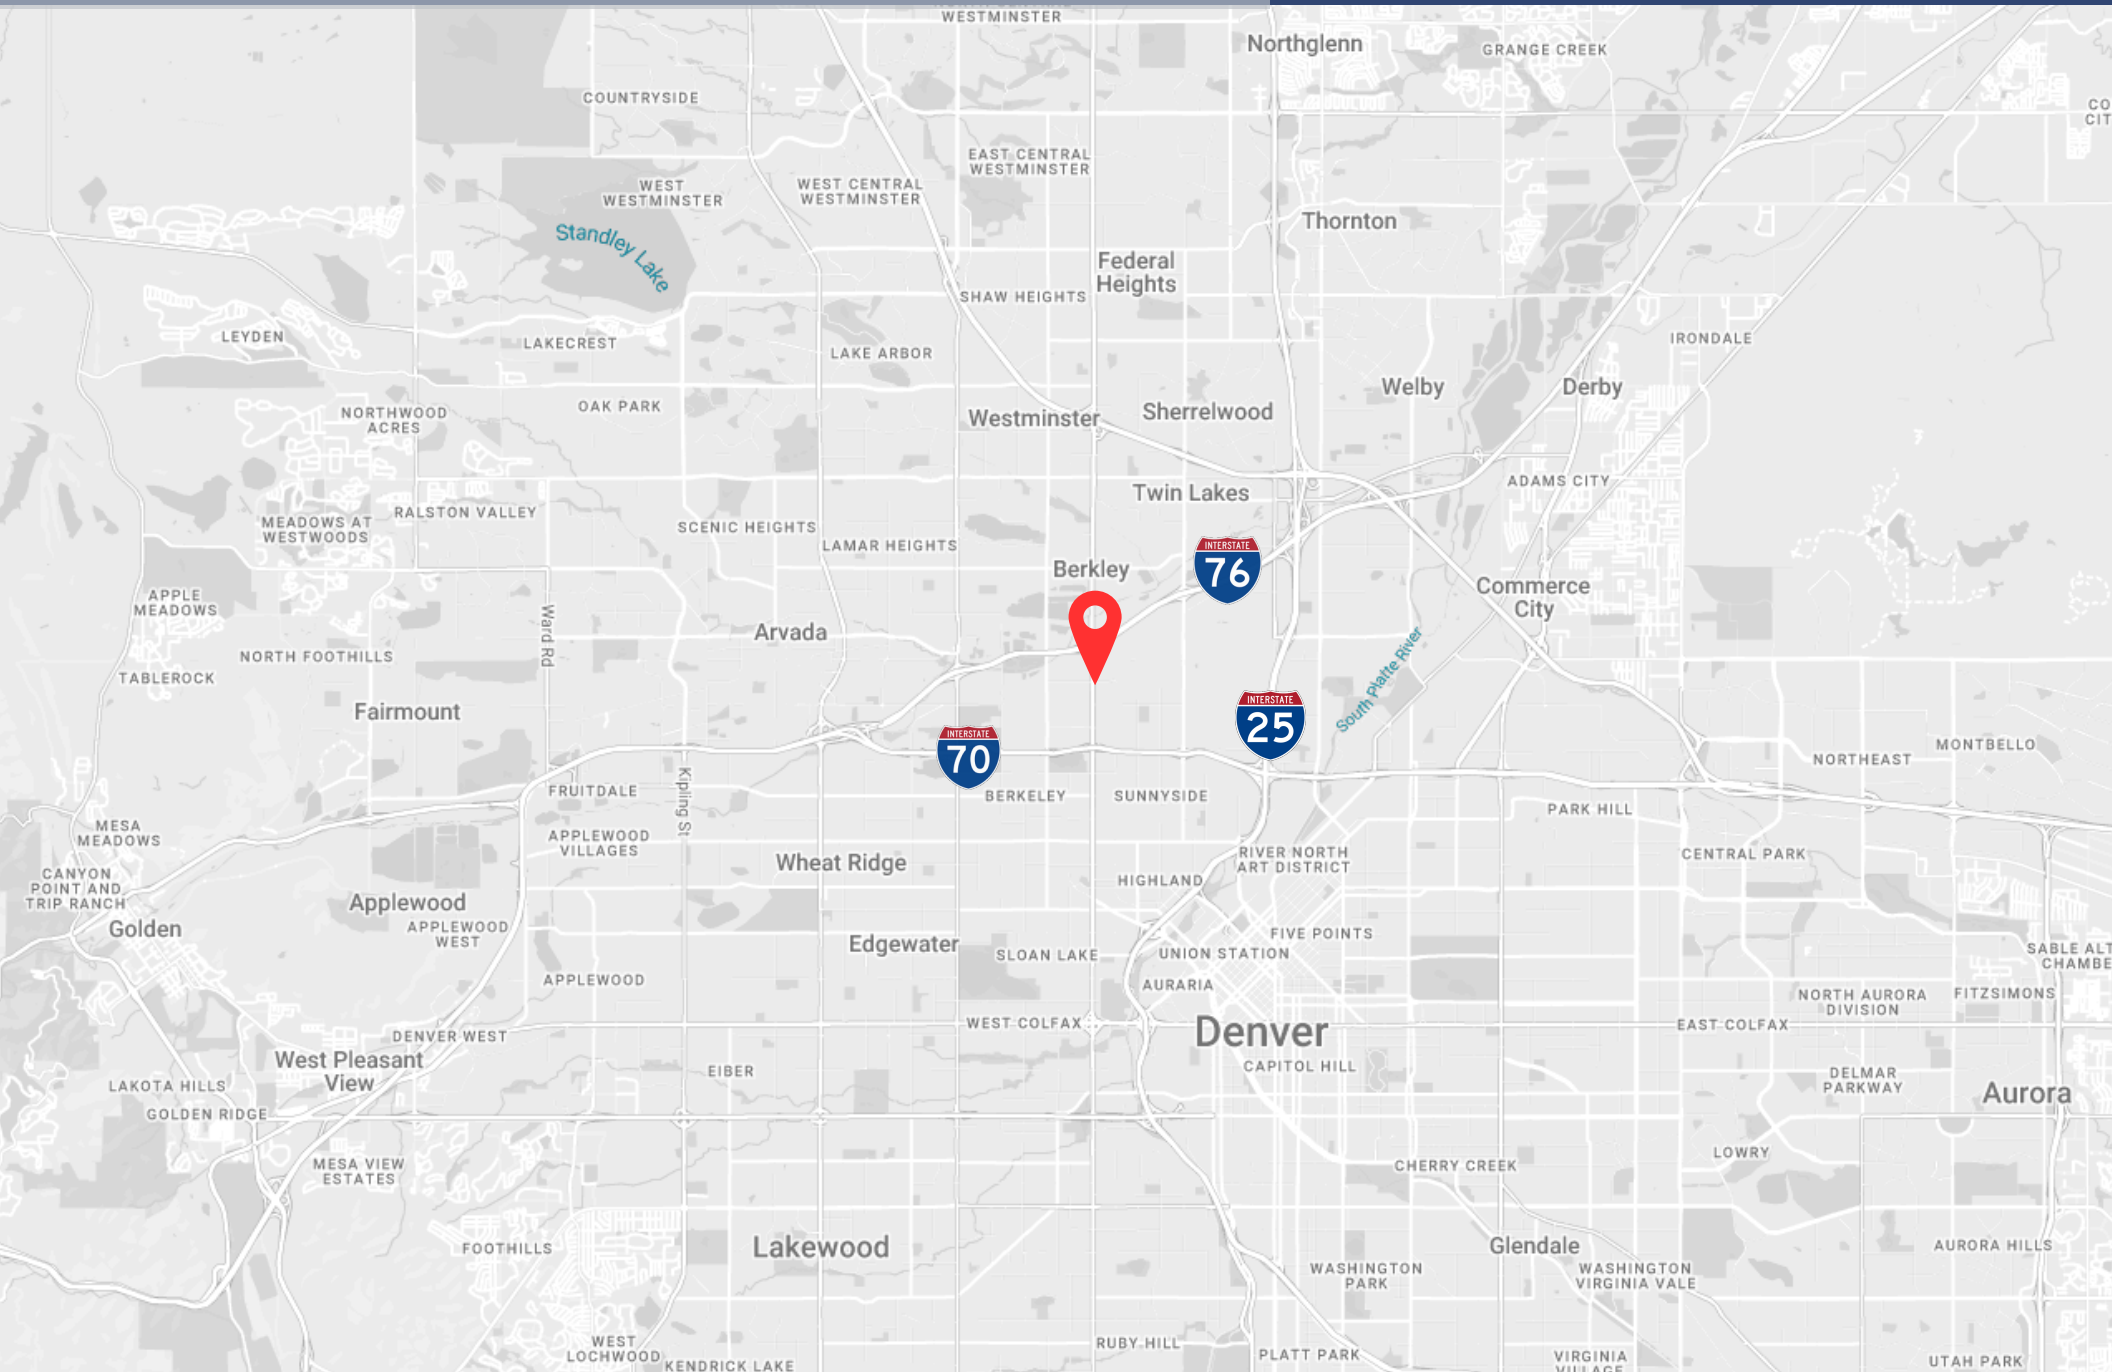 WESTMINSTER
Northglenn
GRANGE CREEK
COUNTRYSIDE
EAST CENTRAL
WESTMINSTER
WEST
WESTMINSTER
WEST CENTRAL
WESTMINSTER
Thornton
Standley Lake
Federal
Heights
SHAW HEIGHTS
LEYDEN
LAKECREST
LAKE ARBOR
IRONDALE
Welby
Derby
NORTHWOOD
ACRES
OAK PARK
Westminster
Sherrelwood
ADAMS CITY
Twin Lakes
RALSTON VALLEY
MEADOWS AT
WESTWOODS
SCENIC HEIGHTS
LAMAR HEIGHTS
INTERSTATE
76
Berkley
Commerce
City
APPLE
MEADOWS
Ward Rd
Arvada
NORTH FOOTHILLS
TABLEROCK
South Platte River
Fairmount
INTERSTATE
25
INTERSTATE
70
MONTBELLO
NORTHEAST
Kipling St
FRUITDALE
BERKELEY
SUNNYSIDE
PARK HILL
MESA
MEADOWS
APPLEWOOD
VILLAGES
Wheat Ridge
RIVER NORTH
ART DISTRICT
CENTRAL PARK
CANYON
POINT AND
TRIP RANCH
HIGHLAND
Applewood
Golden
APPLEWOOD
WEST
Edgewater
SLOAN LAKE
FIVE POINTS
UNION STATION
SABLE ALT
CHAMBE
APPLEWOOD
AURARIA
NORTH AURORA
DIVISION
FITZSIMONS
DENVER WEST
WEST COLFAX
Denver
EAST COLFAX
West Pleasant
View
EIBER
CAPITOL HILL
DELMAR
PARKWAY
LAKOTA HILLS
Aurora
GOLDEN RIDGE
MESA VIEW
ESTATES
CHERRY CREEK
LOWRY
FOOTHILLS
Lakewood
Glendale
AURORA HILLS
WASHINGTON
PARK
WASHINGTON
VIRGINIA VALE
WEST
LOCHWOOD
KENDRICK LAKE
RUBY HILL
PLATT PARK
VIRGINIA
VILLAGE
UTAH PARK